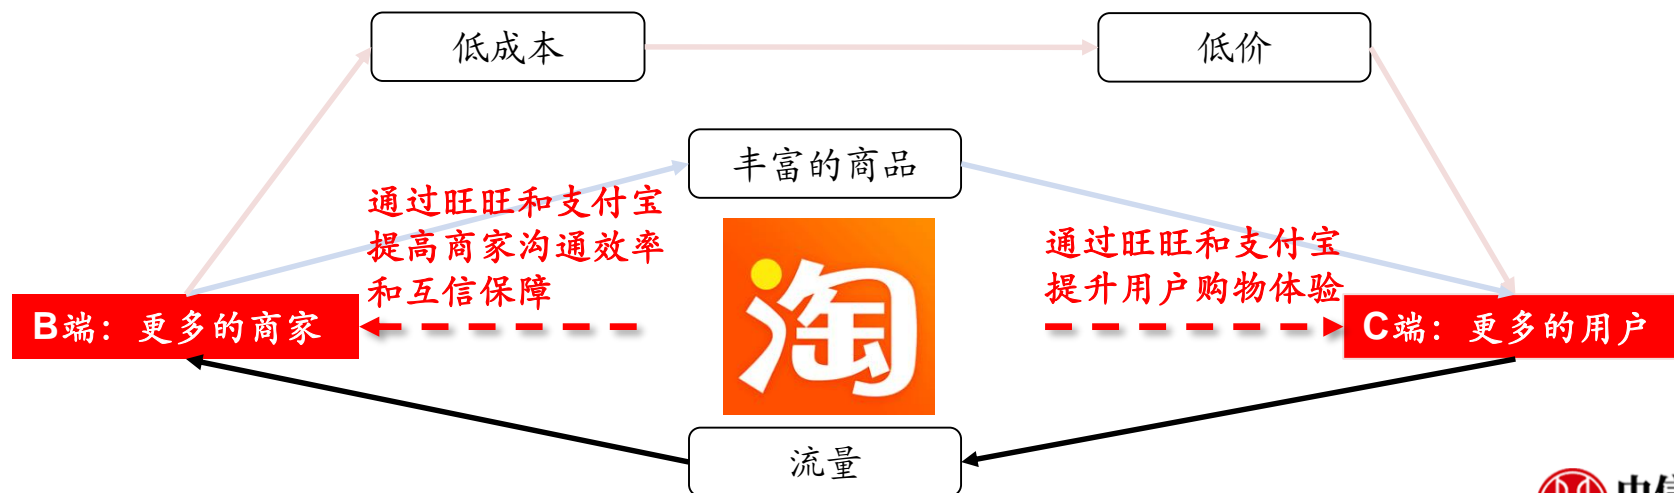 低成本
低价
丰富的商品
通过旺旺和支付宝
提高商家沟通效率
和互信保障
通过旺旺和支付宝
提升用户购物体验
B端：更多的商家
淘
C端：更多的用户
流量